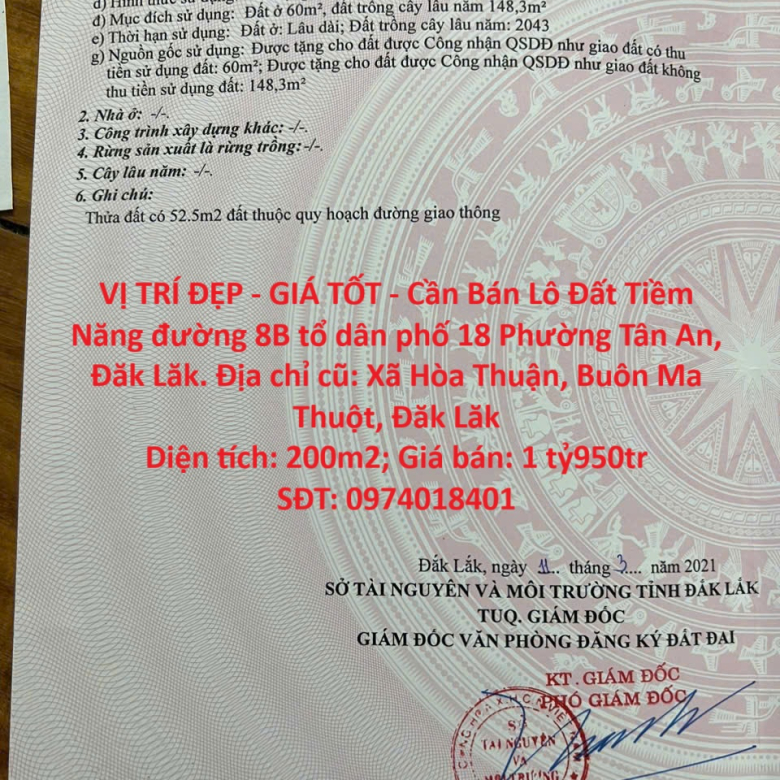 đ) Mục đích sử dụng: Đất ở 60m², đất trồng cây lâu năm 148,3m²
e) Thời hạn sử dụng: Đất ở: Lâu dài; Đất trồng cây lâu năm: 2043
g) Nguồn gốc sử dụng: Được tặng cho đất được Công nhận QSDĐ như giao đất có thu
tiền sử dụng đất: 60m²; Được tặng cho đất được Công nhận QSDĐ như giao đất không
thu tiền sử dụng đất: 148,3m²
2. Nhà ở: -/-.
3. Công trình xây dựng khác: -/-.
4. Rừng sản xuất là rừng trồng: -/-.
5. Cây lâu năm: -/-.
6. Ghi chú:
Thửa đất có 52.5m2 đất thuộc quy hoạch đường giao thông
VỊ TRÍ ĐẸP - GIÁ TỐT - Cần Bán Lô Đất Tiềm
Năng đường 8B tổ dân phố 18 Phường Tân An,
Đăk Lăk. Địa chỉ cũ: Xã Hòa Thuận, Buôn Ma
Thuột, Đăk Lăk
Diện tích: 200m2; Giá bán: 1 tỷ950tr
SĐT: 0974018401
Đắk Lắk, ngày 11... tháng 3.... năm 2021
SỞ TÀI NGUYÊN VÀ MÔI TRƯỜNG TỈNH ĐẮK LẮK
TUQ. GIÁM ĐỐC
GIÁM ĐỐC VĂN PHÒNG ĐĂNG KÝ ĐẤT ĐAI
KT. GIÁM ĐỐC
PHÓ GIÁM ĐỐC
SỞ
TÀI NGUYÊN
VÀ
MÔI TRƯỜNG